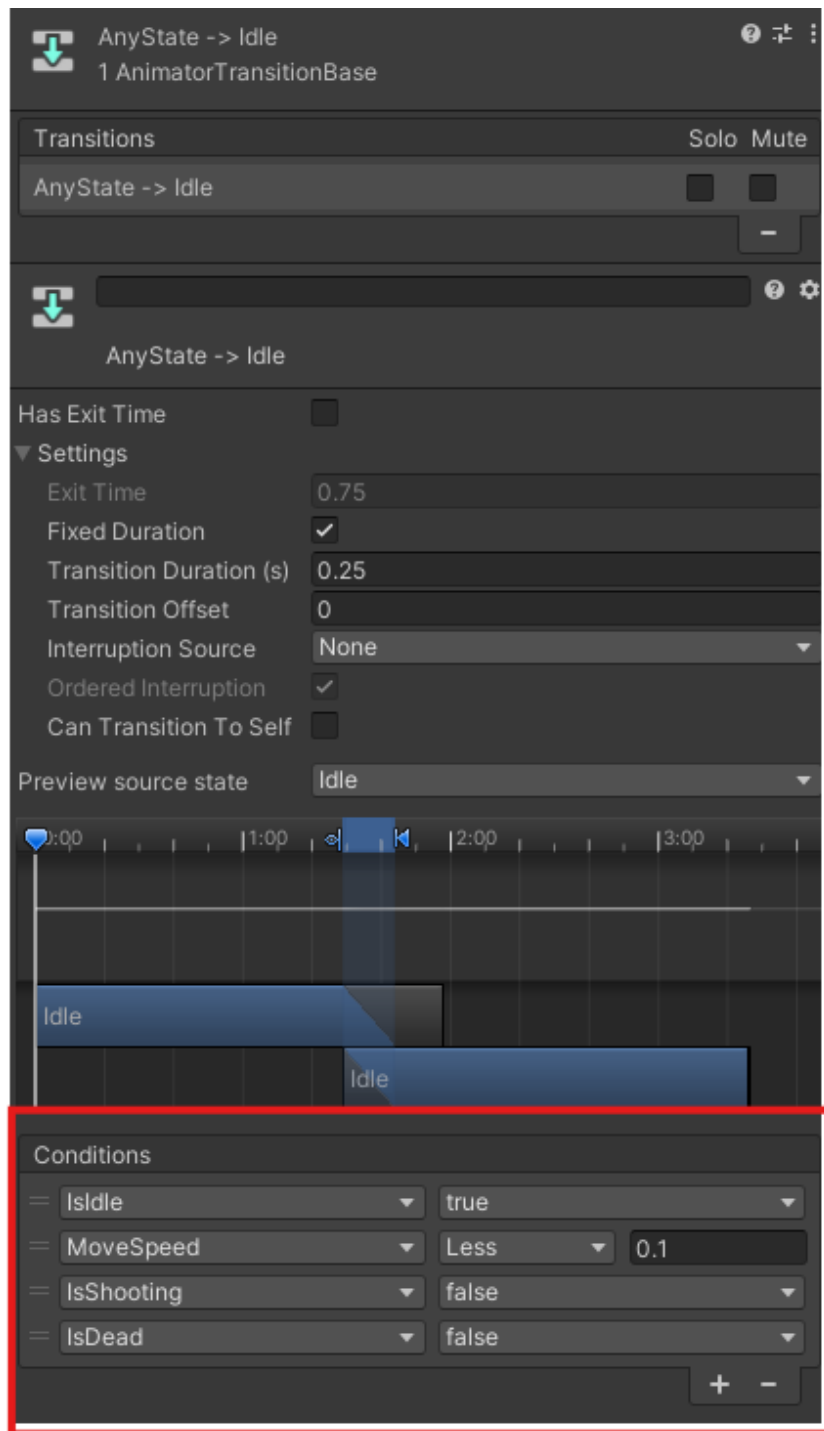 AnyState -> Idle
1 AnimatorTransitionBase
Transitions Solo Mute
AnyState -> Idle
AnyState -> Idle
Has Exit Time
Settings
Exit Time 0.75
Fixed Duration
Transition Duration (s) 0.25
Transition Offset 0
Interruption Source None
Ordered Interruption
Can Transition To Self
Preview source state Idle
0:00 1:00 2:00 3:00
Idle
Idle
Conditions
IsIdle true
MoveSpeed Less 0.1
IsShooting false
IsDead false